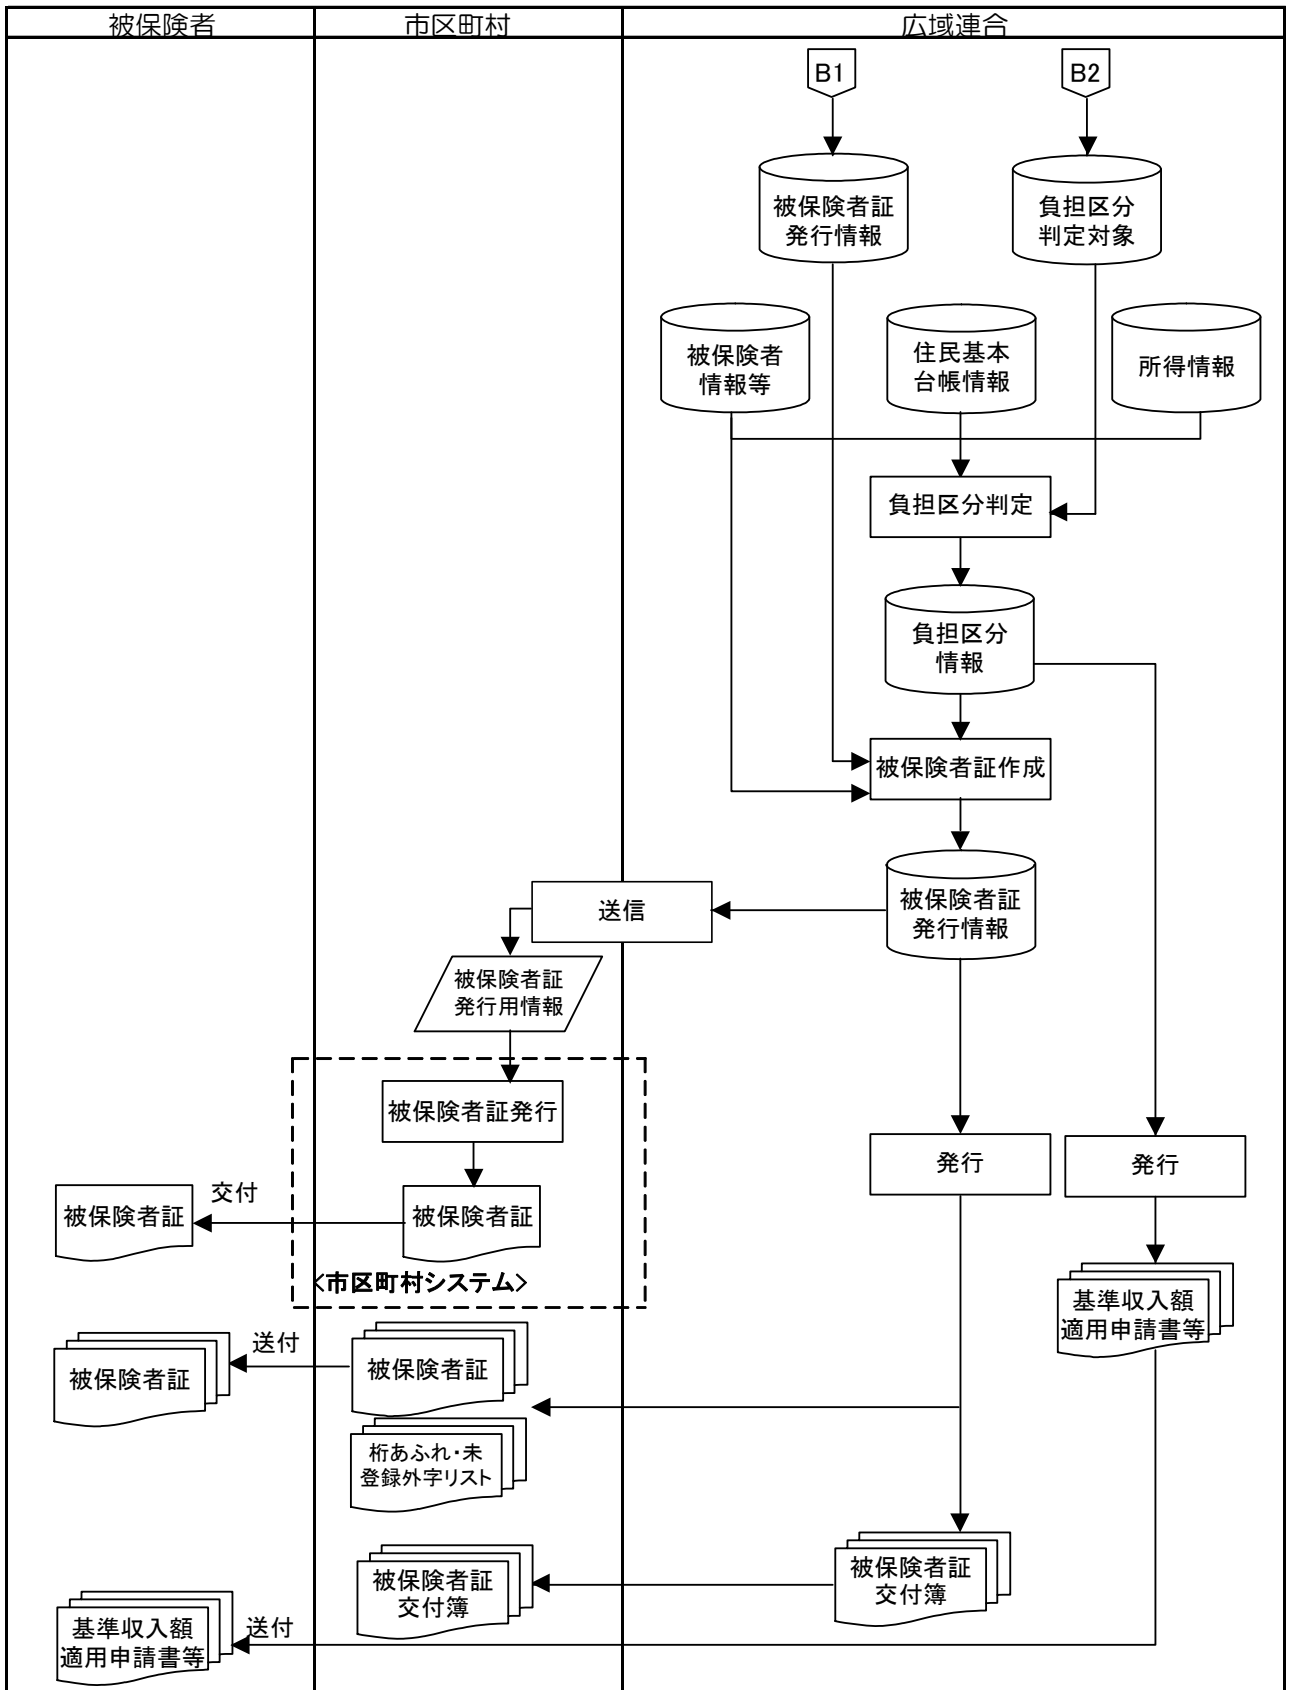 被保険者
市区町村
広域連合
B1
B2
被保険者証
発行情報
負担区分
判定対象
被保険者
情報等
住民基本
台帳情報
所得情報
負担区分判定
負担区分
情報
被保険者証作成
被保険者証
発行情報
送信
被保険者証
発行用情報
被保険者証発行
発行
発行
被保険者証
交付
被保険者証
<市区町村システム>
基準収入額
適用申請書等
被保険者証
送付
被保険者証
桁あふれ・未
登録外字リスト
被保険者証
交付簿
被保険者証
交付簿
基準収入額
適用申請書等
送付